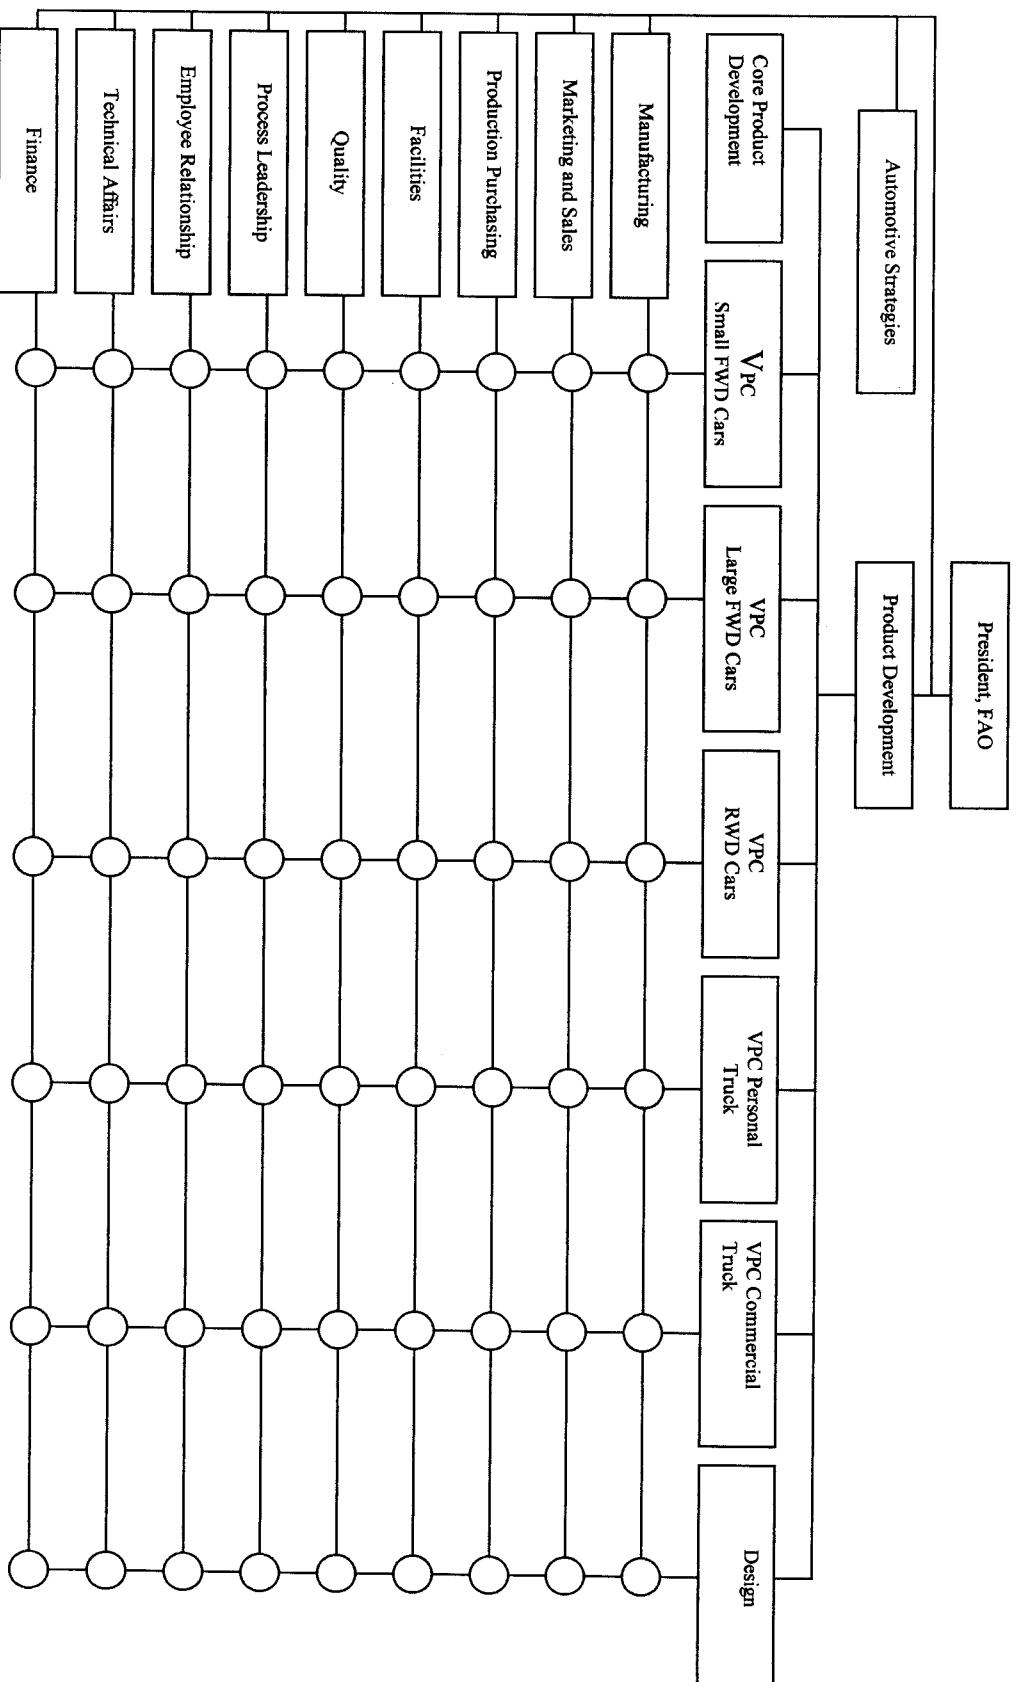 President, FAO
Automotive Strategies
Product Development
Core Product
Development
VPC
Small FWD Cars
VPC
Large FWD Cars
VPC
RWD Cars
VPC Personal
Truck
VPC Commercial
Truck
Design
Manufacturing
Marketing and Sales
Production Purchasing
Facilities
Quality
Process Leadership
Employee Relationship
Technical Affairs
Finance